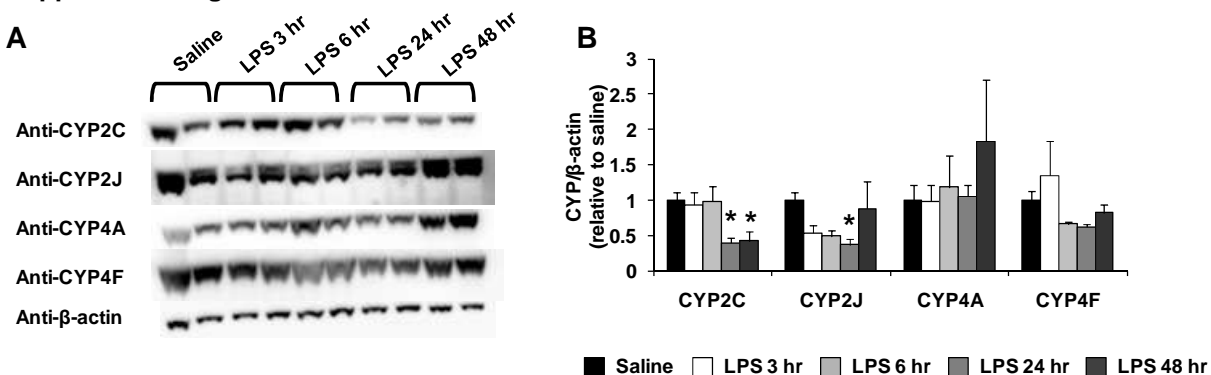 A
Saline
LPS 3 hr
LPS 6 hr
LPS 24 hr
LPS 48 hr
Anti-CYP2C
Anti-CYP2J
Anti-CYP4A
Anti-CYP4F
Anti-β-actin
B
CYP/β-actin
(relative to saline)
3
2.5
2
1.5
1
0.5
0
* *
*
CYP2C CYP2J CYP4A CYP4F
Saline LPS 3 hr LPS 6 hr LPS 24 hr LPS 48 hr